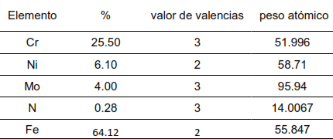 Elemento % valor de valencias peso atómico
Cr 25.50 3 51.996
Ni 6.10 2 58.71
Mo 4.00 3 95.94
N 0.28 3 14.0067
Fe 64.12 2 55.847